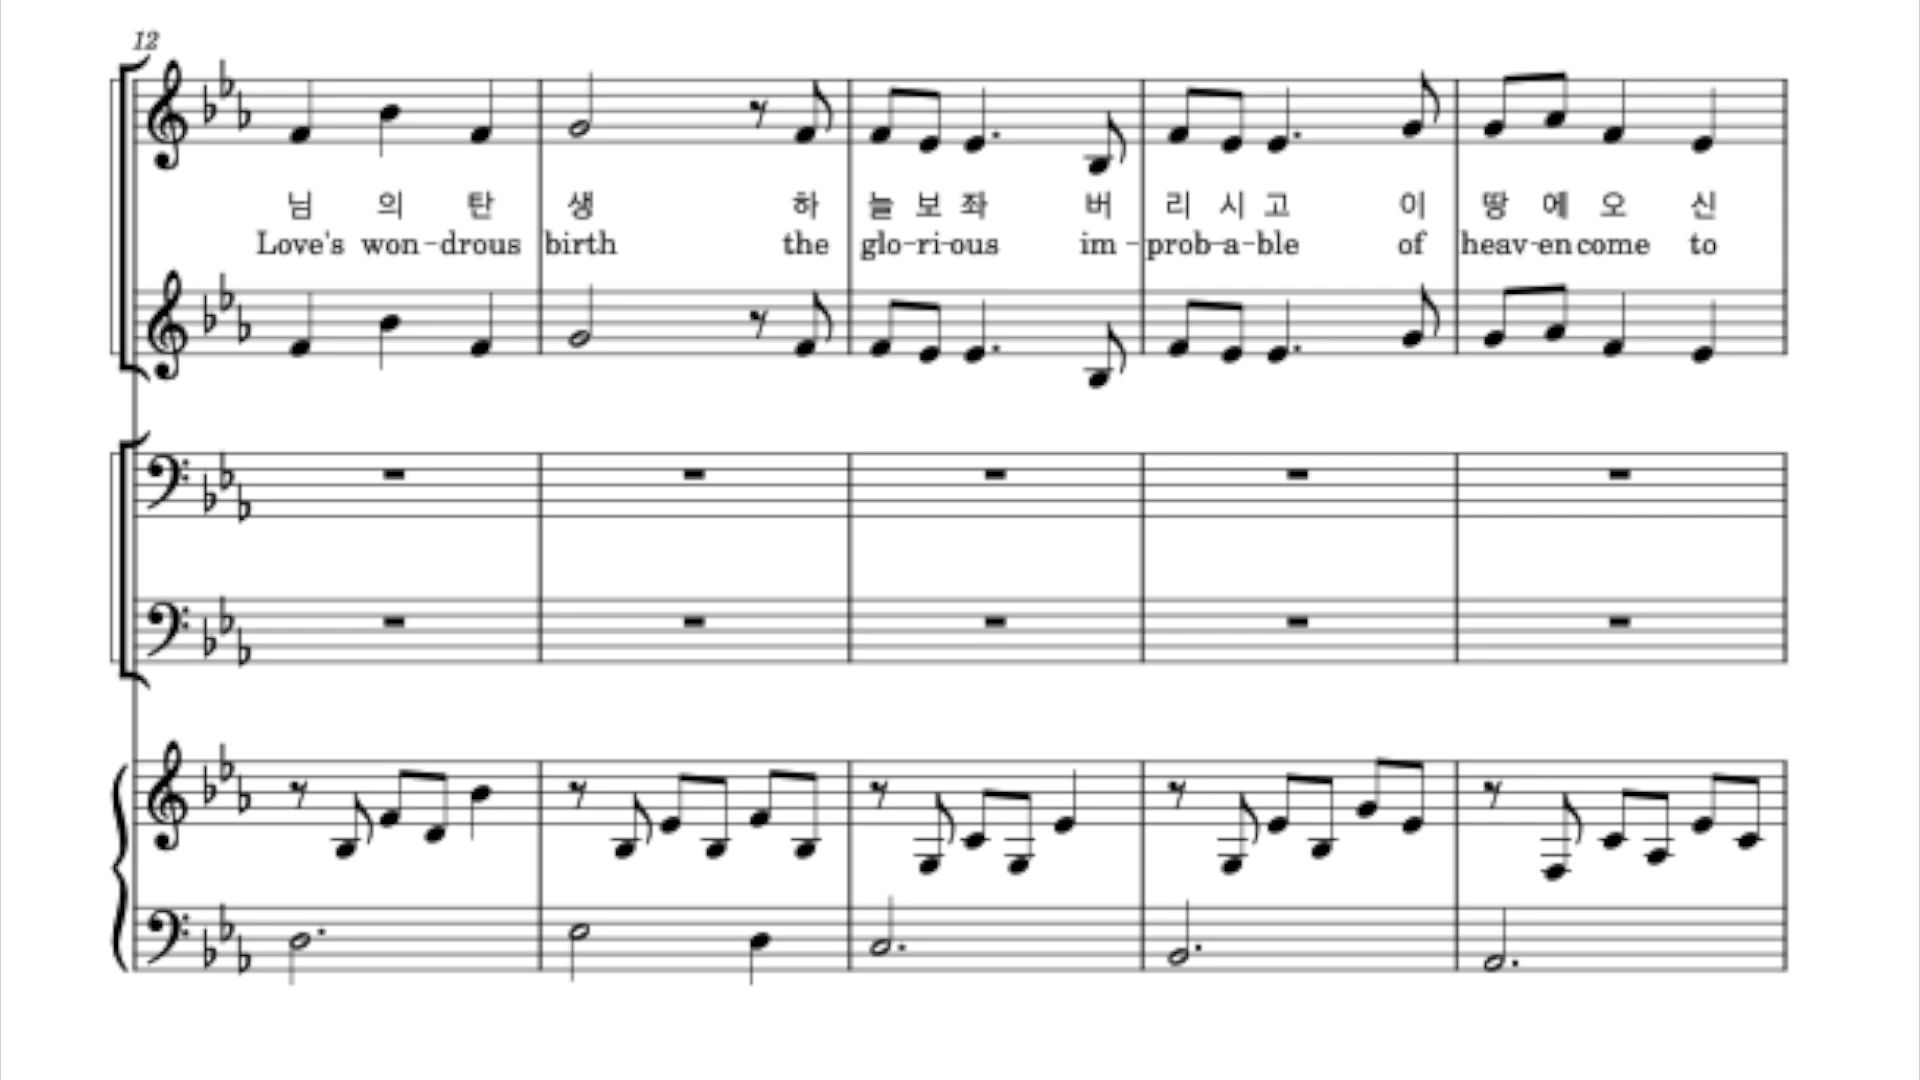 12
님 의 탄 생 하 늘 보 좌 버 리 시 고 이 땅 에 오 신
Love's won-drous birth the glo-ri-ous im-prob-a-ble of heav-en come to